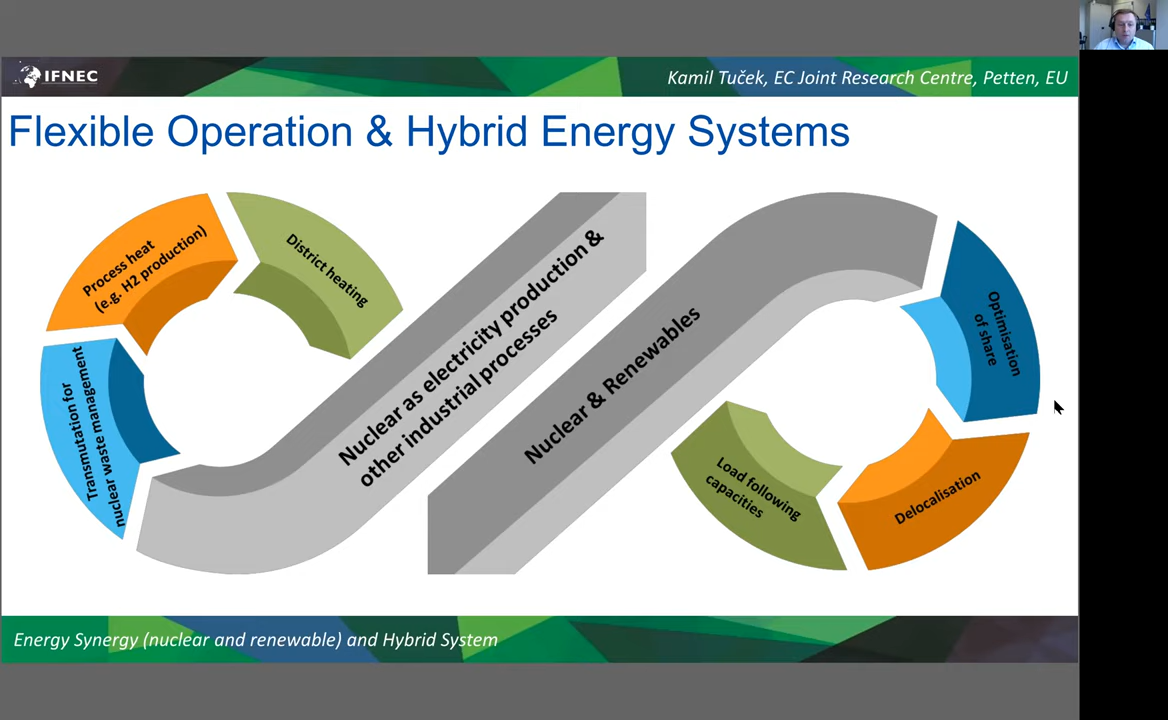 IFNEC
Kamil Tuček, EC Joint Research Centre, Petten, EU
Flexible Operation & Hybrid Energy Systems
Process heat
(e.g. H2 production)
District heating
Transmutation for
nuclear waste management
Nuclear as electricity production &
other industrial processes
Nuclear & Renewables
Optimisation
of share
Load following
capacities
Delocalisation
Energy Synergy (nuclear and renewable) and Hybrid System